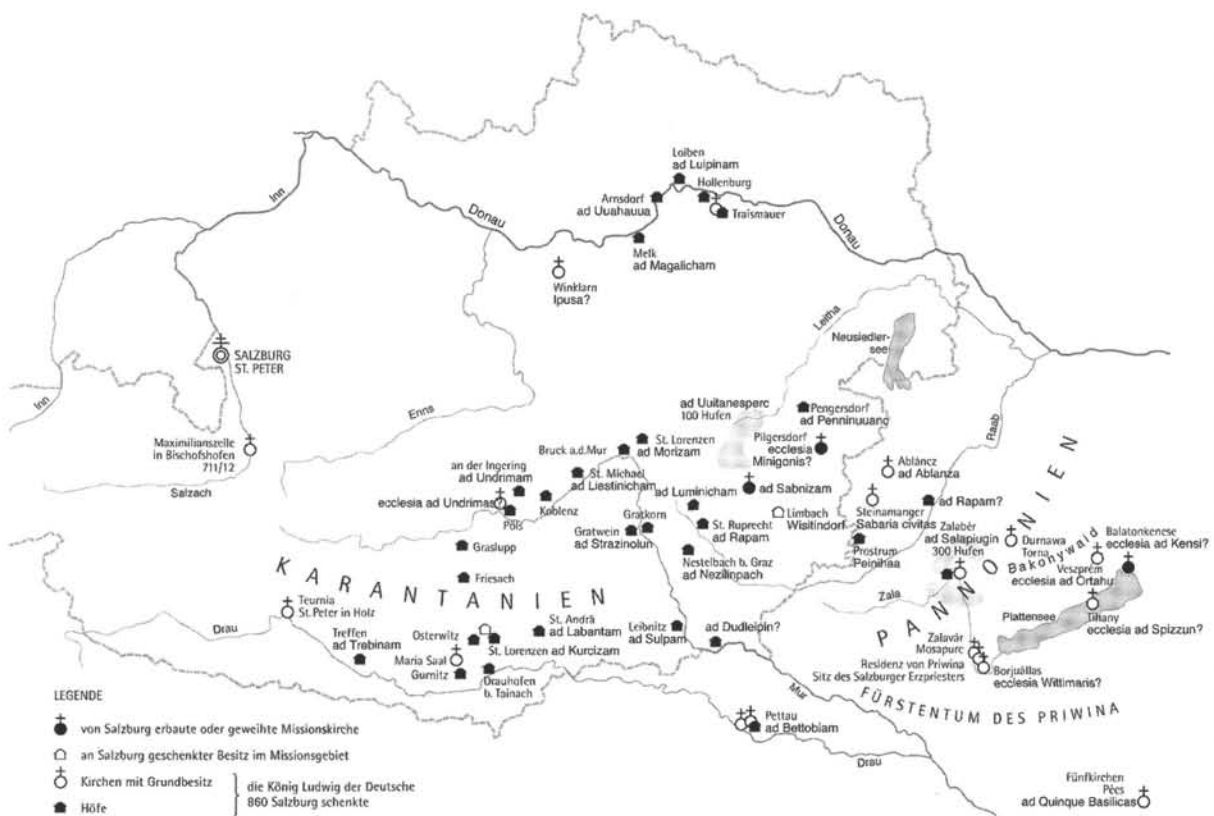 Loiben
ad Luipinam
Hollenburg
Arnsdorf
ad Uuahauua
Traismauer
Inn
Donau
Donau
Melk
ad Magalicham
Winklarn
Ipusa?
Leitha
Neusiedler-
see
SALZBURG
ST. PETER
Inn
Enns
ad Uuitanesperc
100 Hufen
Pengersdorf
ad Penninuuanc
Raab
Maximilianszelle
in Bischofshofen
711/12
Salzach
Bruck a.d.Mur
St. Lorenzen
ad Morizam
Pilgersdorf
ecclesia
Minigonis?
an der Ingering
ad Undrimam
St. Michael
ad Liestinicham
Ablàncz
ad Ablanza
ecclesia ad Undrimas?
Pöls
Koblenz
ad Luminicham
ad Sabnizam
Limbach
Wisitindorf
Steinamanger
Sabaria civitas
ad Rapam?
Gratkorn
Gratwein
ad Strazinolun
St. Ruprecht
ad Rapam
Zalabér
ad Salapiugin
300 Hufen
Durnawa
Torna
Bakonywald
Balatonkenese
ecclesia ad Kensi?
Veszprém
ecclesia ad Ortahu
Graslupp
Nestelbach b. Graz
ad Nezilinpach
Prostrum
Peinihaa
Friesach
KARANTANIEN
PANNONIEN
Zala
Plattensee
Tihany
ecclesia ad Spizzun?
Teurnia
St. Peter in Holz
Drau
Treffen
ad Trebinam
Osterwitz
St. Andrä
ad Labantam
St. Lorenzen ad Kurcizam
Leibnitz
ad Sulpam
ad Dudleipin?
Maria Saal
Gurnitz
Drauhofen
b. Tainach
Zalavár
Mosapurc
Residenz von Priwina
Sitz des Salzburger Erzpriesters
Borjuállas
ecclesia Wittimaris?
Mur
FÜRSTENTUM DES PRIWINA
Pettau
ad Bettobiam
Drau
Fünfkirchen
Pécs
ad Quinque Basilicas
LEGENDE
von Salzburg erbaute oder geweihte Missionskirche
an Salzburg geschenkter Besitz im Missionsgebiet
Kirchen mit Grundbesitz
Höfe
die König Ludwig der Deutsche
860 Salzburg schenkte